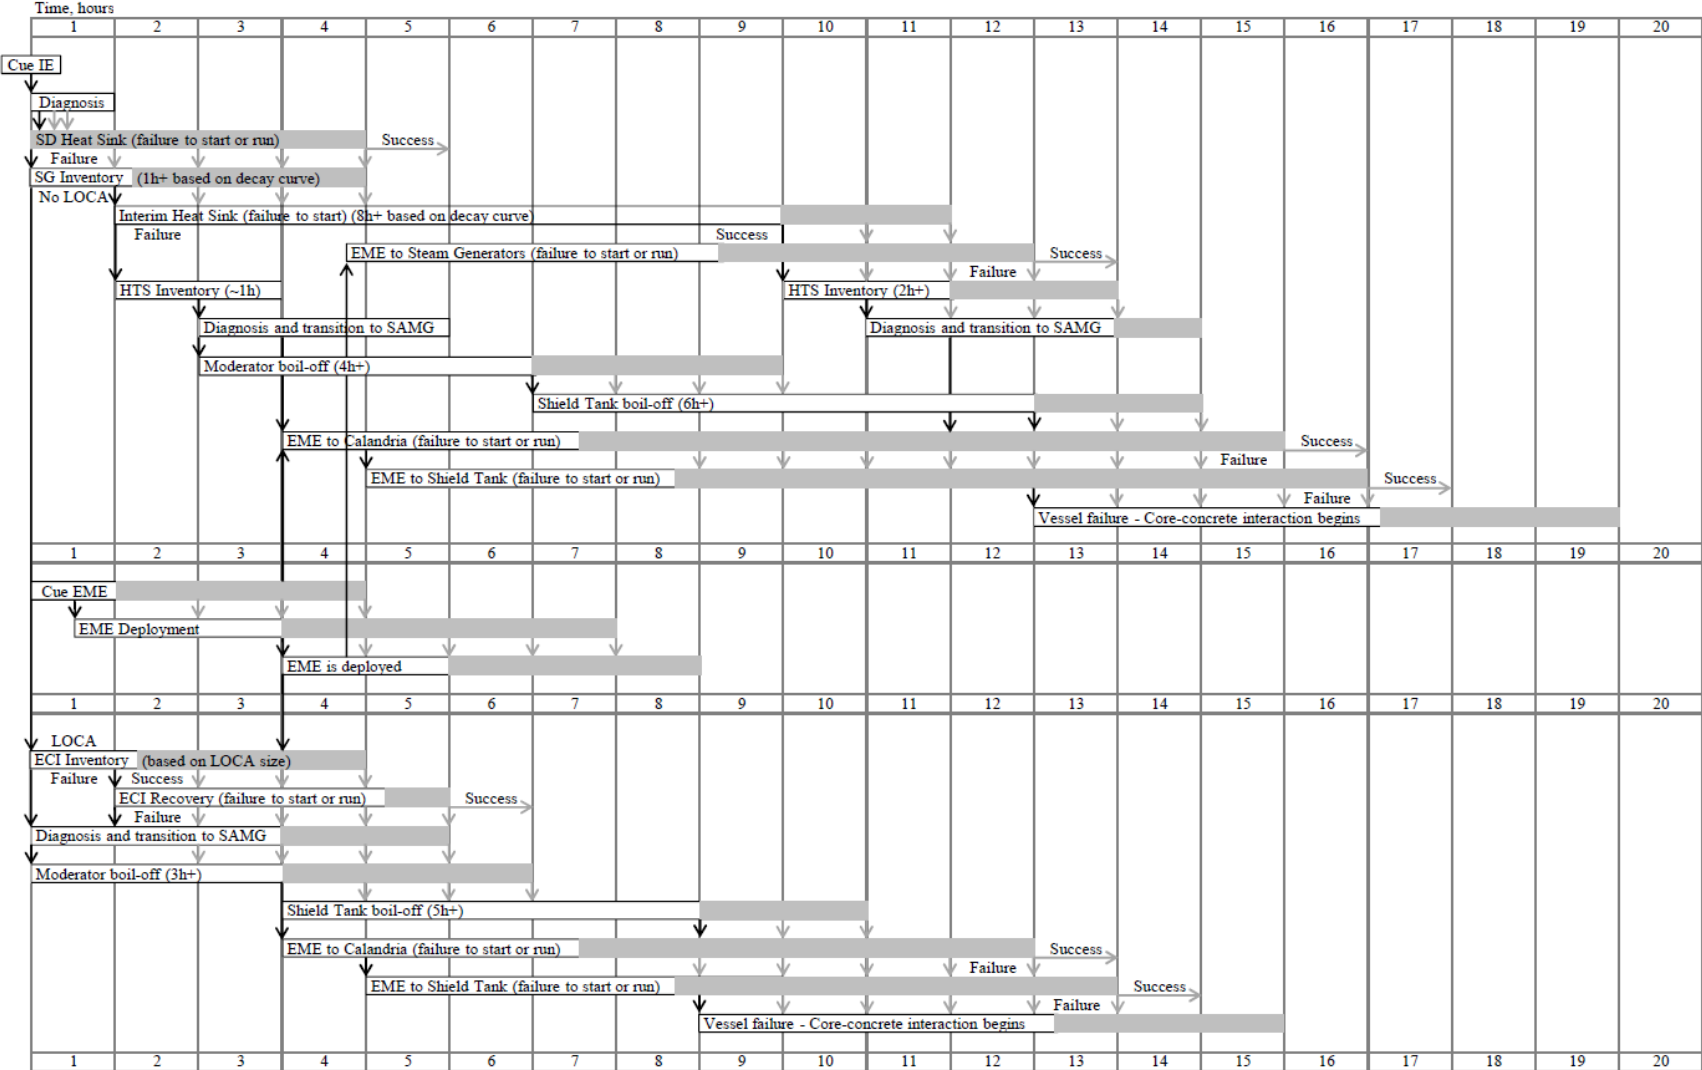 Time, hours
1 2 3 4 5 6 7 8 9 10 11 12 13 14 15 16 17 18 19 20
Cue IE
Diagnosis
SD Heat Sink (failure to start or run) Success
Failure
SG Inventory (1h+ based on decay curve)
No LOCA
Interim Heat Sink (failure to start) (8h+ based on decay curve)
Failure Success
EME to Steam Generators (failure to start or run) Success
Failure
HTS Inventory (~1h) HTS Inventory (2h+)
Diagnosis and transition to SAMG Diagnosis and transition to SAMG
Moderator boil-off (4h+)
Shield Tank boil-off (6h+)
EME to Calandria (failure to start or run) Success
Failure
EME to Shield Tank (failure to start or run) Success
Failure
Vessel failure - Core-concrete interaction begins
1 2 3 4 5 6 7 8 9 10 11 12 13 14 15 16 17 18 19 20
Cue EME
EME Deployment
EME is deployed
1 2 3 4 5 6 7 8 9 10 11 12 13 14 15 16 17 18 19 20
LOCA
ECI Inventory (based on LOCA size)
Failure Success
ECI Recovery (failure to start or run) Success
Failure
Diagnosis and transition to SAMG
Moderator boil-off (3h+)
Shield Tank boil-off (5h+)
EME to Calandria (failure to start or run) Success
Failure
EME to Shield Tank (failure to start or run) Success
Failure
Vessel failure - Core-concrete interaction begins
1 2 3 4 5 6 7 8 9 10 11 12 13 14 15 16 17 18 19 20